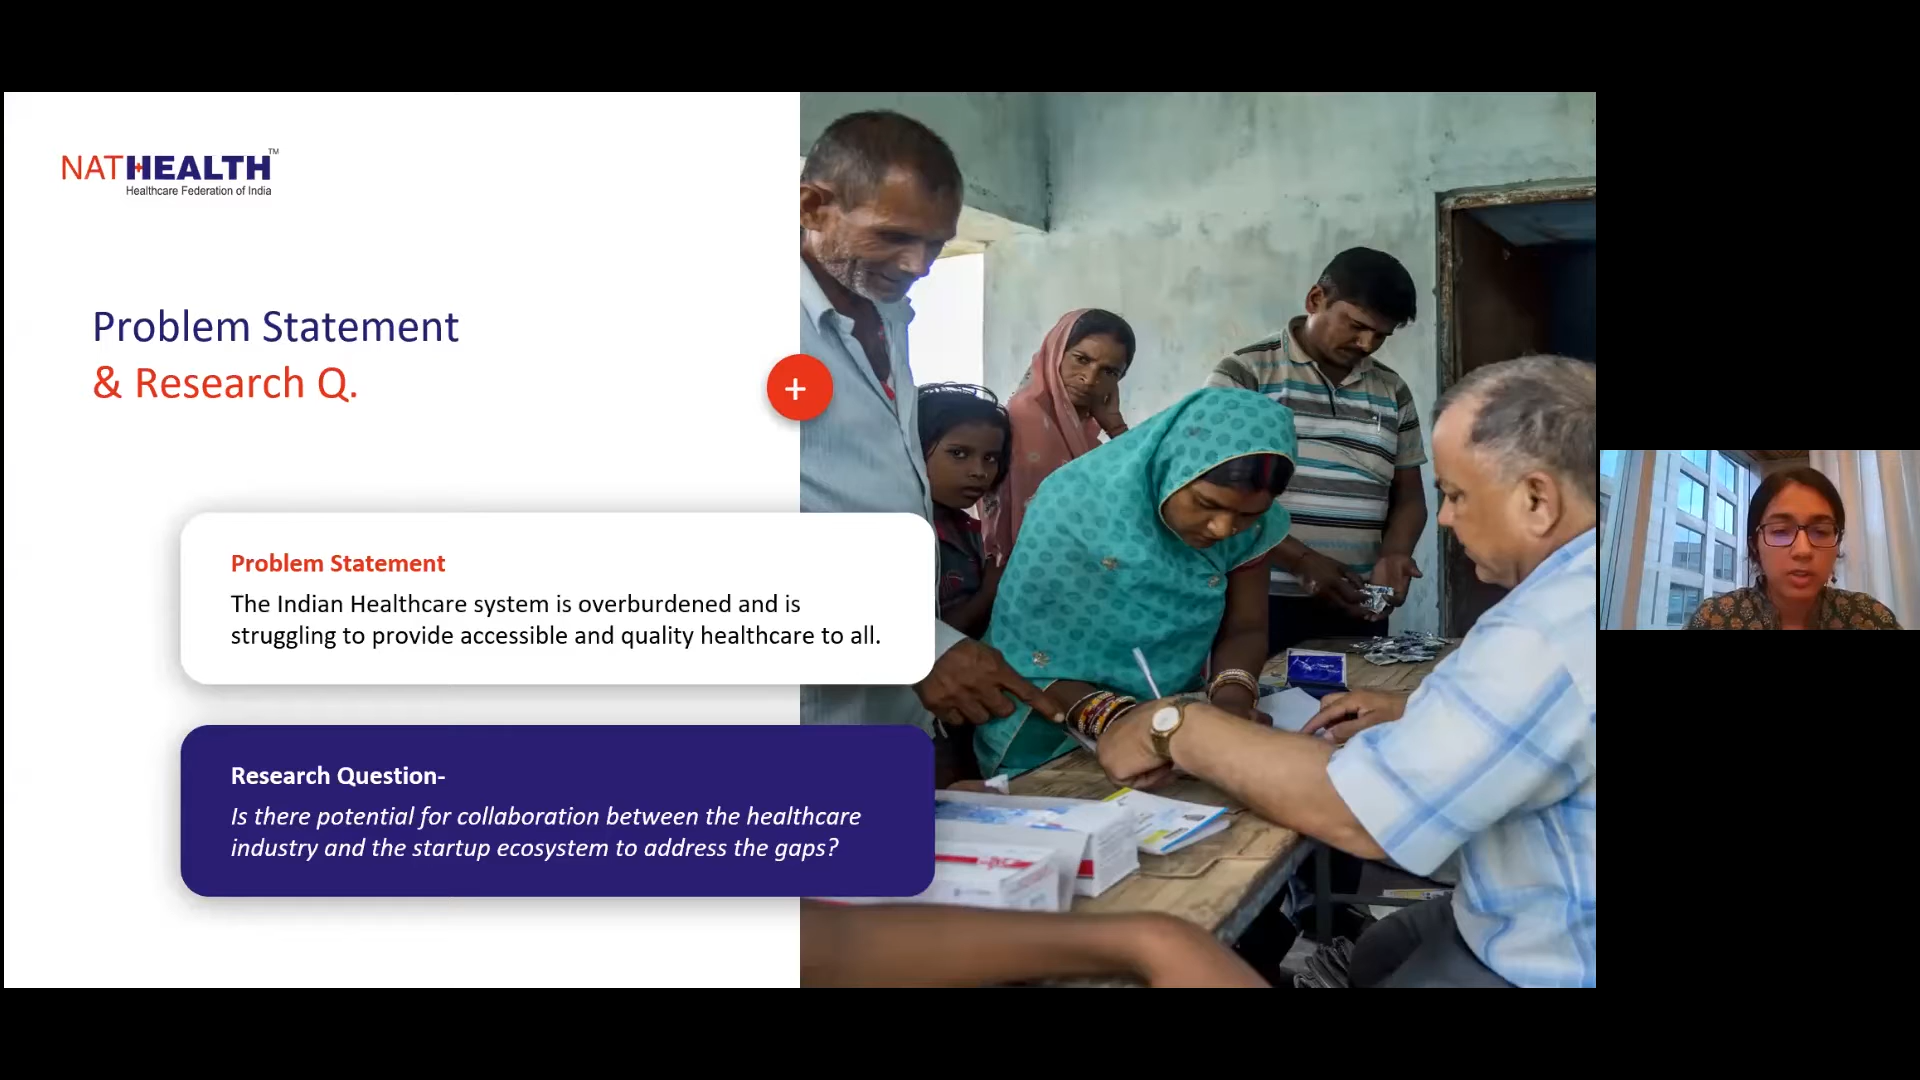 NATHEALTH™
Healthcare Federation of India
Problem Statement
& Research Q.
Problem Statement
The Indian Healthcare system is overburdened and is
struggling to provide accessible and quality healthcare to all.
Research Question-
Is there potential for collaboration between the healthcare
industry and the startup ecosystem to address the gaps?